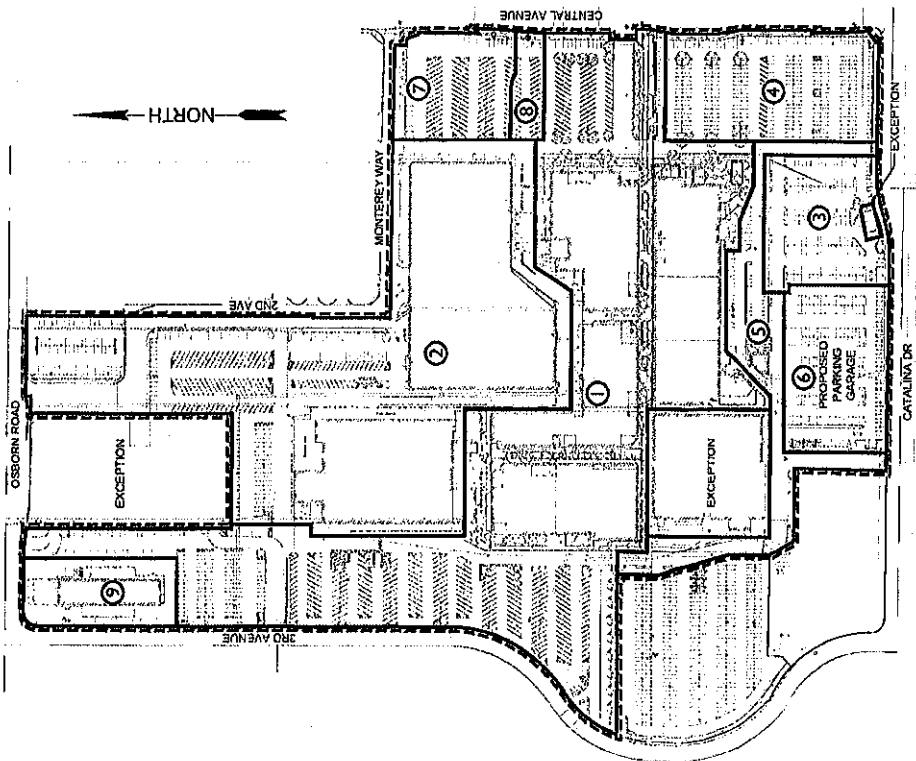 CENTRAL AVENUE
NORTH
7
8
4
EXCEPTION
MONTEREY WAY
3
2ND AVE
2
5
1
6
PROPOSED
PARKING
GARAGE
CATALINA DR
OSBORN ROAD
EXCEPTION
EXCEPTION
9
3RD AVENUE